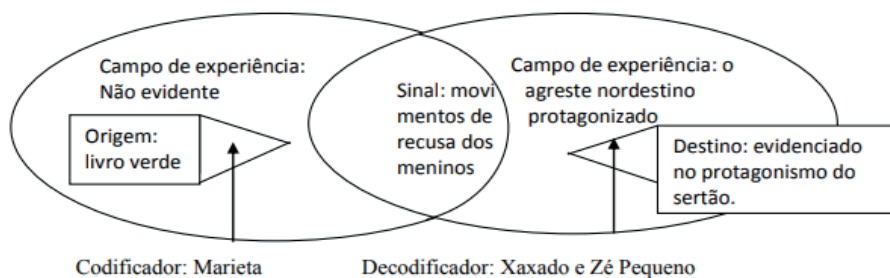 Campo de experiência:
Não evidente
Origem:
livro verde
Sinal: movi
mentos de
recusa dos
meninos
Campo de experiência: o
agreste nordestino
protagonizado
Destino: evidenciado
no protagonismo do
sertão.
Codificador: Marieta
Decodificador: Xaxado e Zé Pequeno